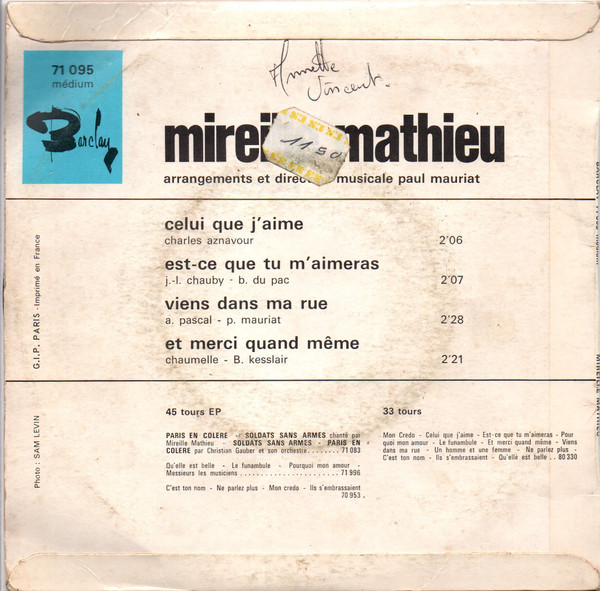 Annette
Vincent.
71 095
médium
Barclay
mireil mathieu
11.50
arrangements et direc musicale paul mauriat
celui que j'aime
charles aznavour 2'06
est-ce que tu m'aimeras
j.-l. chauby - b. du pac 2'07
viens dans ma rue
a. pascal - p. mauriat 2'28
et merci quand même
chaumelle - B. kesslair 2'21
G.I.P. PARIS - Imprimé en France
Photo : SAM LEVIN
45 tours EP
PARIS EN COLERE - SOLDATS SANS ARMES chanté par
Mireille Mathieu - SOLDATS SANS ARMES - PARIS EN
COLERE par Christian Gauber et son orchestre........ 71 083
Qu'elle est belle - Le funambule - Pourquoi mon amour -
Messieurs les musiciens ............................ 71 996
C'est ton nom - Ne parlez plus - Mon credo - Ils s'embrassaient
70 953
33 tours
Mon Credo - Celui que j'aime - Est-ce que tu m'aimeras - Pour
quoi mon amour - Le funambule - Et merci quand même - Viens
dans ma rue - Un homme et une femme - Ne parlez plus -
C'est ton nom - Ils s'embrassaient - Qu'elle est belle .. 80 330